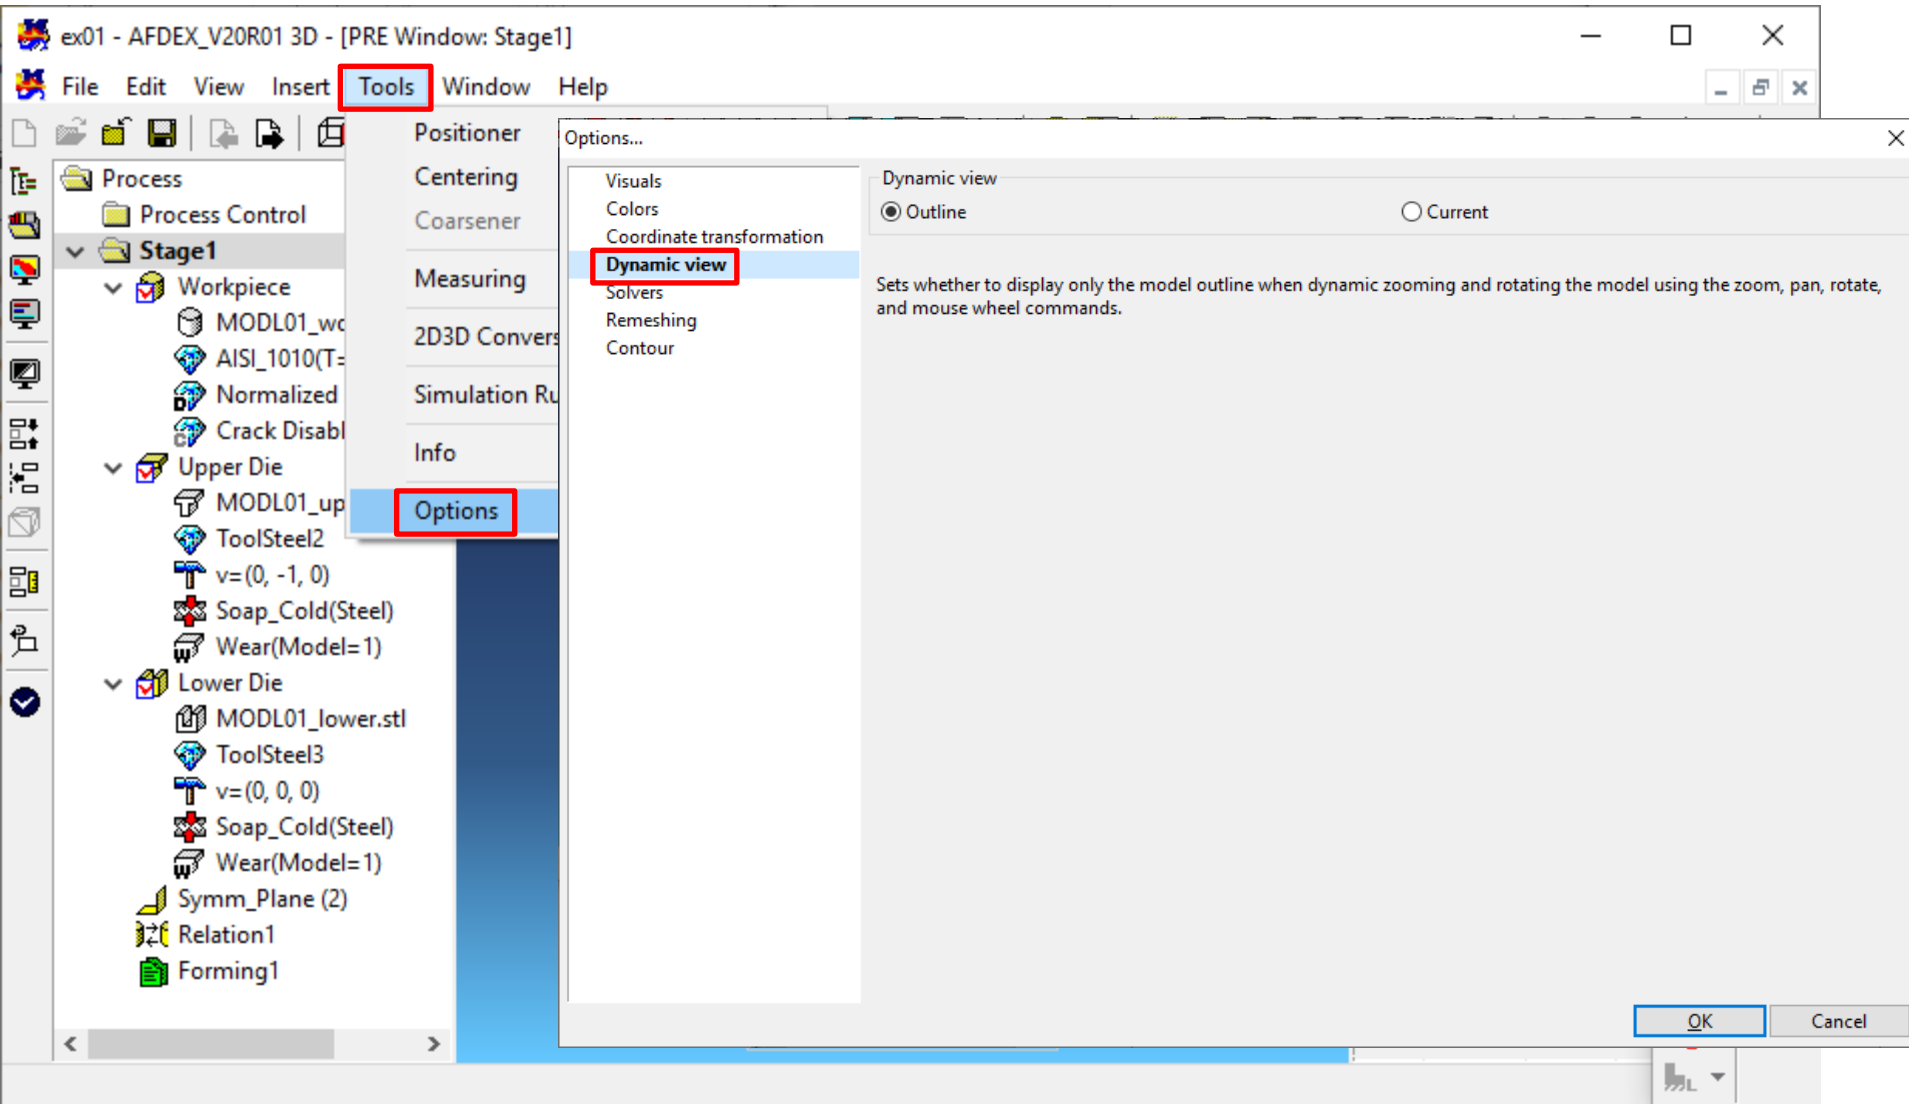 ex01 - AFDEX_V20R01 3D - [PRE Window: Stage1]
File Edit View Insert Tools Window Help
Process
Process Control
Stage1
Workpiece
MODL01_wo
AISI_1010(T=
Normalized
Crack Disabl
Upper Die
MODL01_up
ToolSteel2
v=(0, -1, 0)
Soap_Cold(Steel)
Wear(Model=1)
Lower Die
MODL01_lower.stl
ToolSteel3
v=(0, 0, 0)
Soap_Cold(Steel)
Wear(Model=1)
Symm_Plane (2)
Relation1
Forming1
Positioner
Centering
Coarsener
Measuring
2D3D Convers
Simulation Ru
Info
Options
Options...
Visuals
Colors
Coordinate transformation
Dynamic view
Solvers
Remeshing
Contour
Dynamic view
Outline Current
Sets whether to display only the model outline when dynamic zooming and rotating the model using the zoom, pan, rotate,
and mouse wheel commands.
OK Cancel